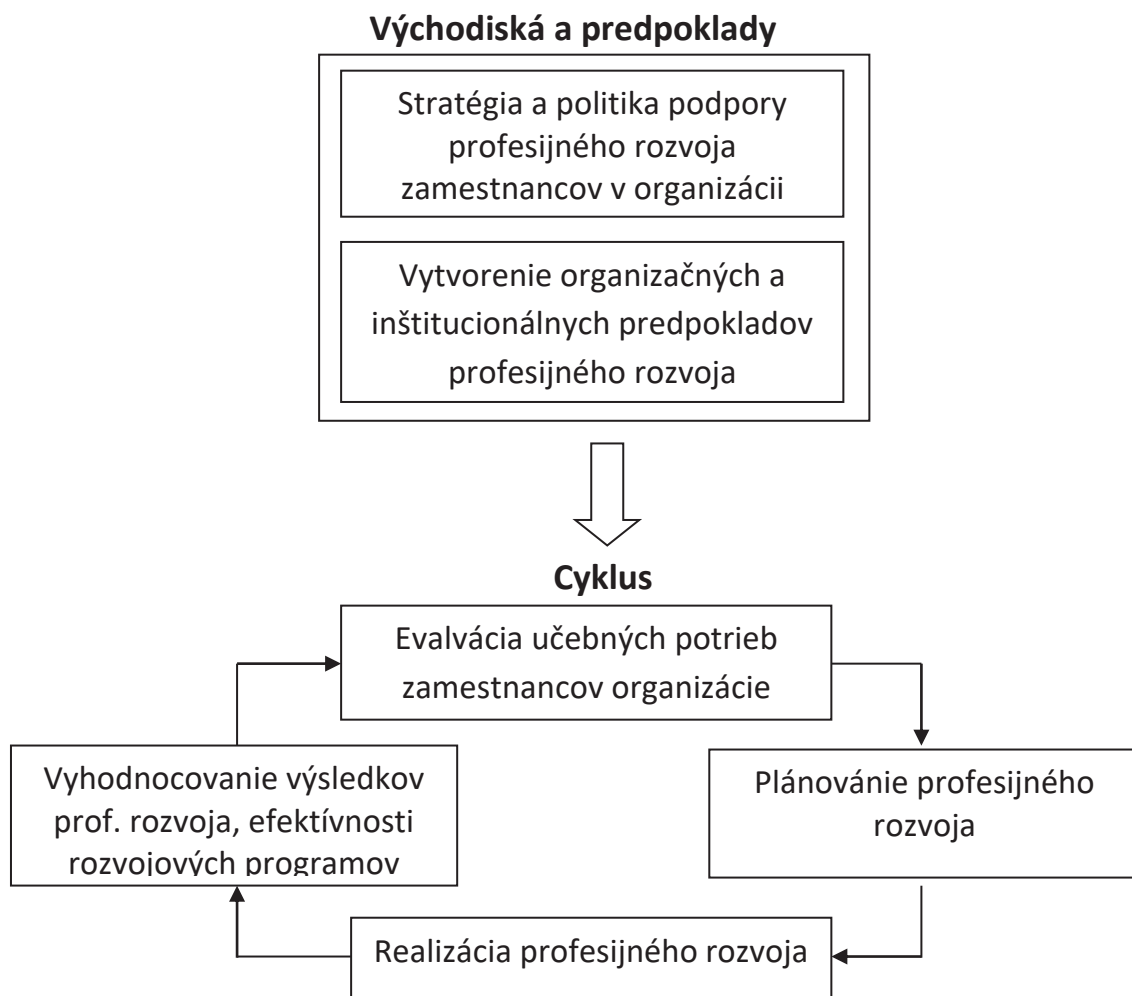 Východiská a predpoklady
Stratégia a politika podpory
profesijného rozvoja
zamestnancov v organizácii
Vytvorenie organizačných a
inštitucionálnych predpokladov
profesijného rozvoja
Cyklus
Evalvácia učebných potrieb
zamestnancov organizácie
Vyhodnocovanie výsledkov
prof. rozvoja, efektívnosti
rozvojových programov
Plánovánie profesijného
rozvoja
Realizácia profesijného rozvoja